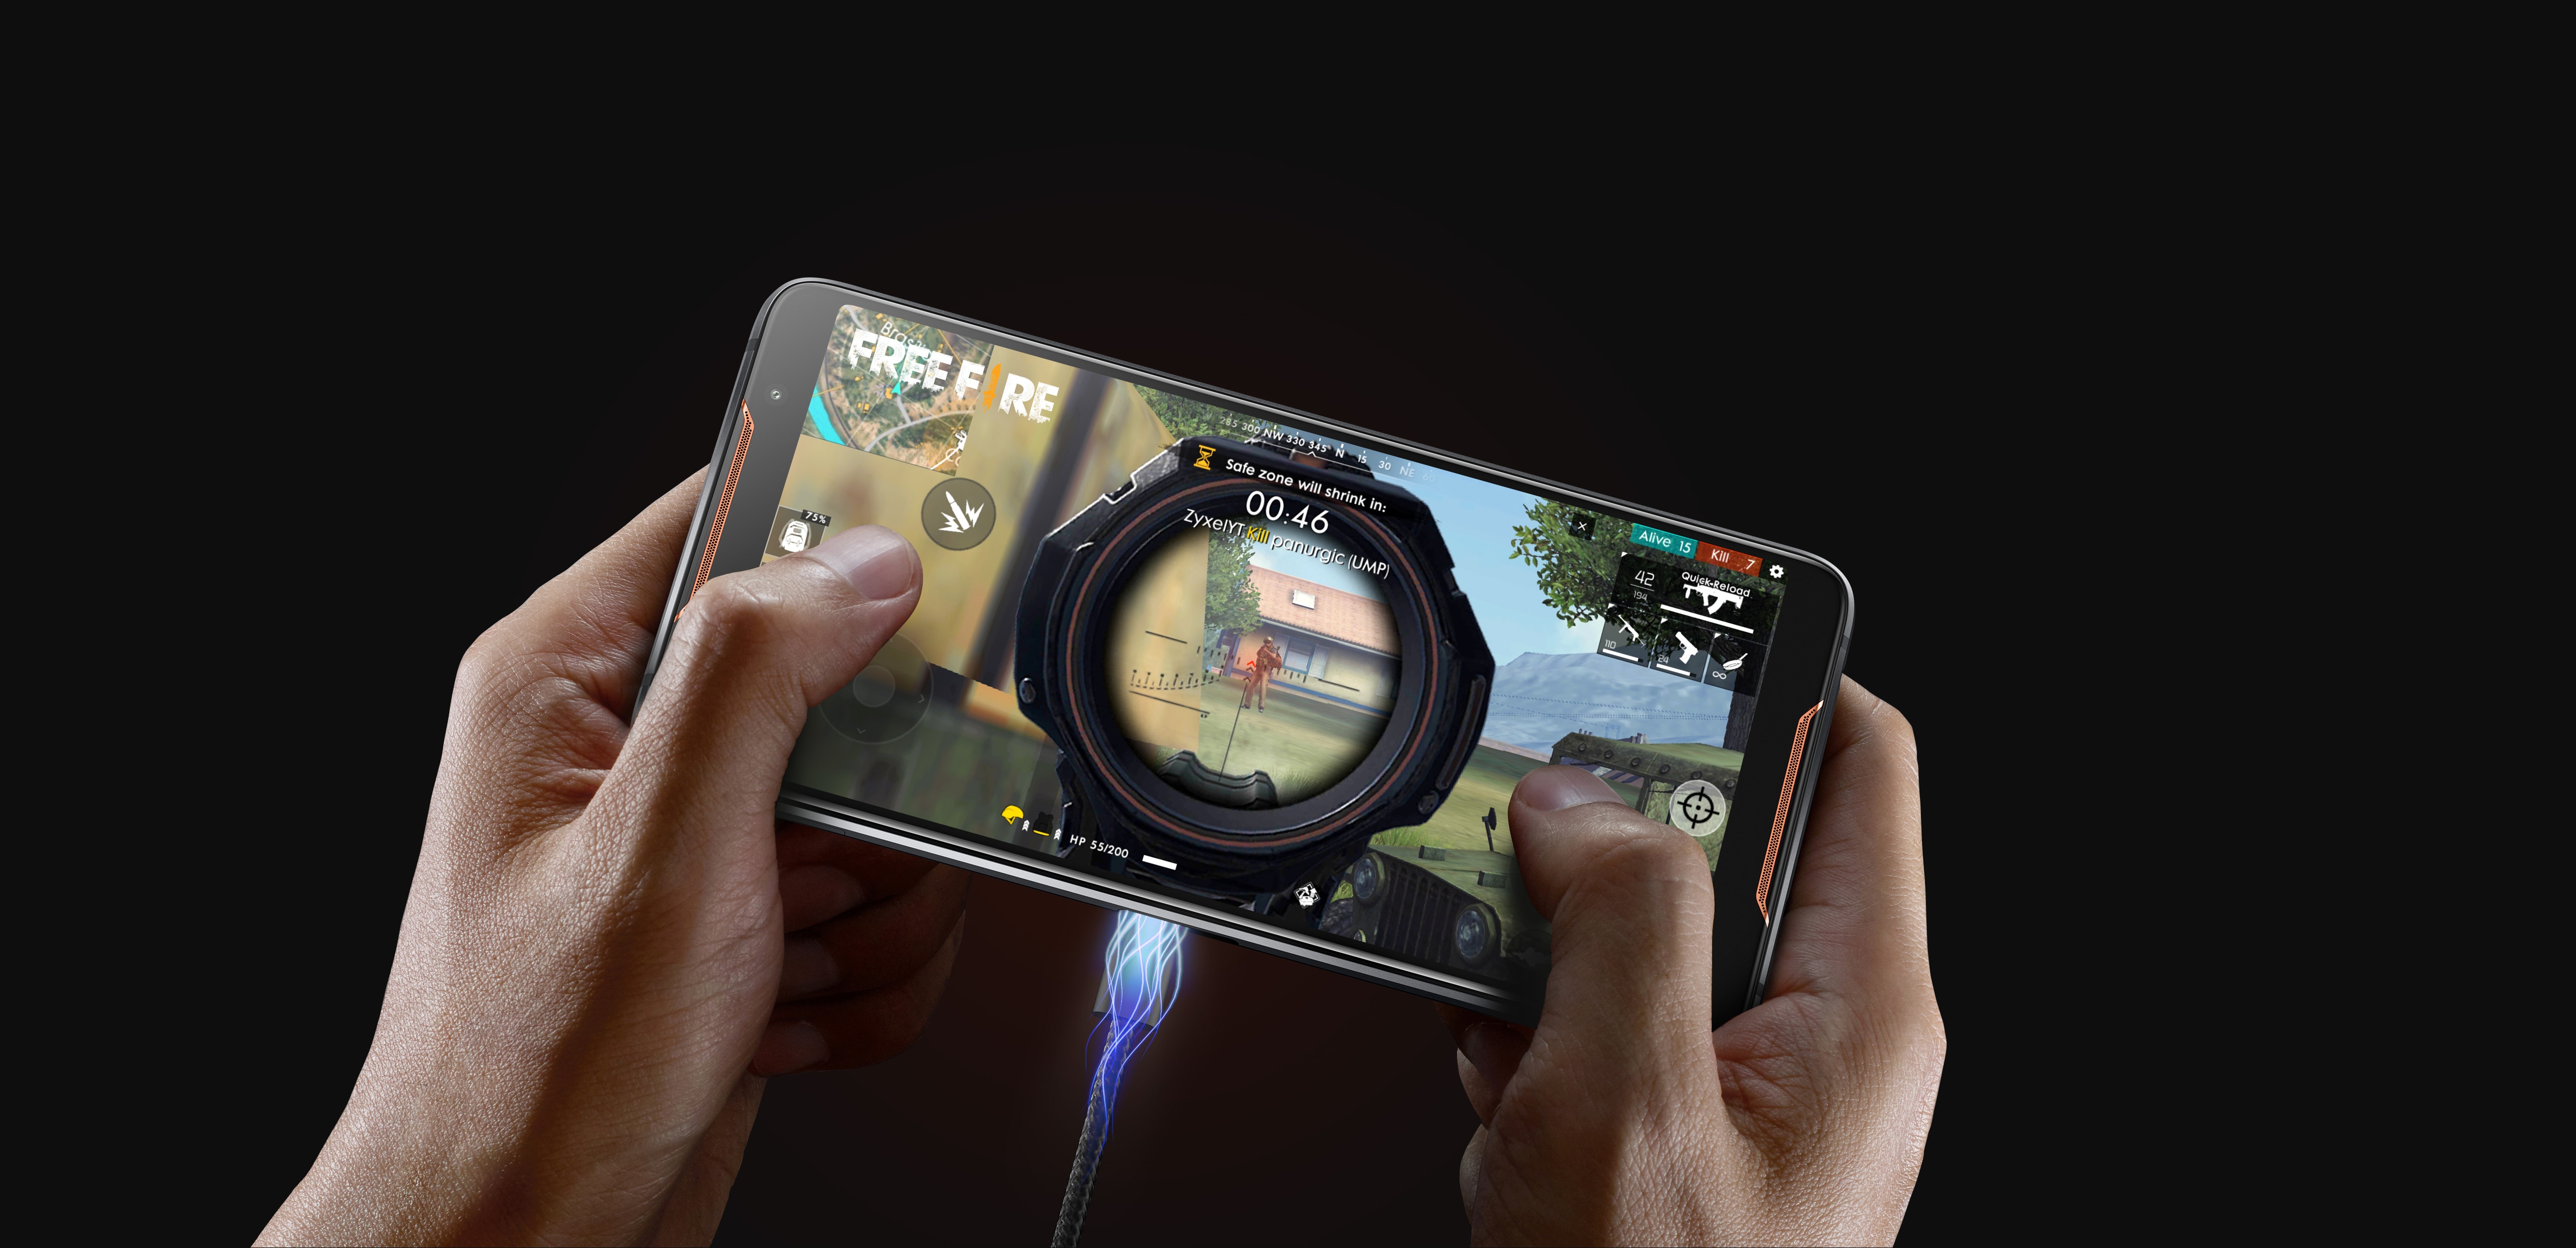 Brasil
FREE FIRE
285 300 NW 330 345 N 15 30 NE
Safe zone will shrink in:
00:46
ZyxelYT Kill panurgic (UMP)
75%
Alive 15 Kill 7
42
194
Quick-Reload
110
24
∞
HP 55/200